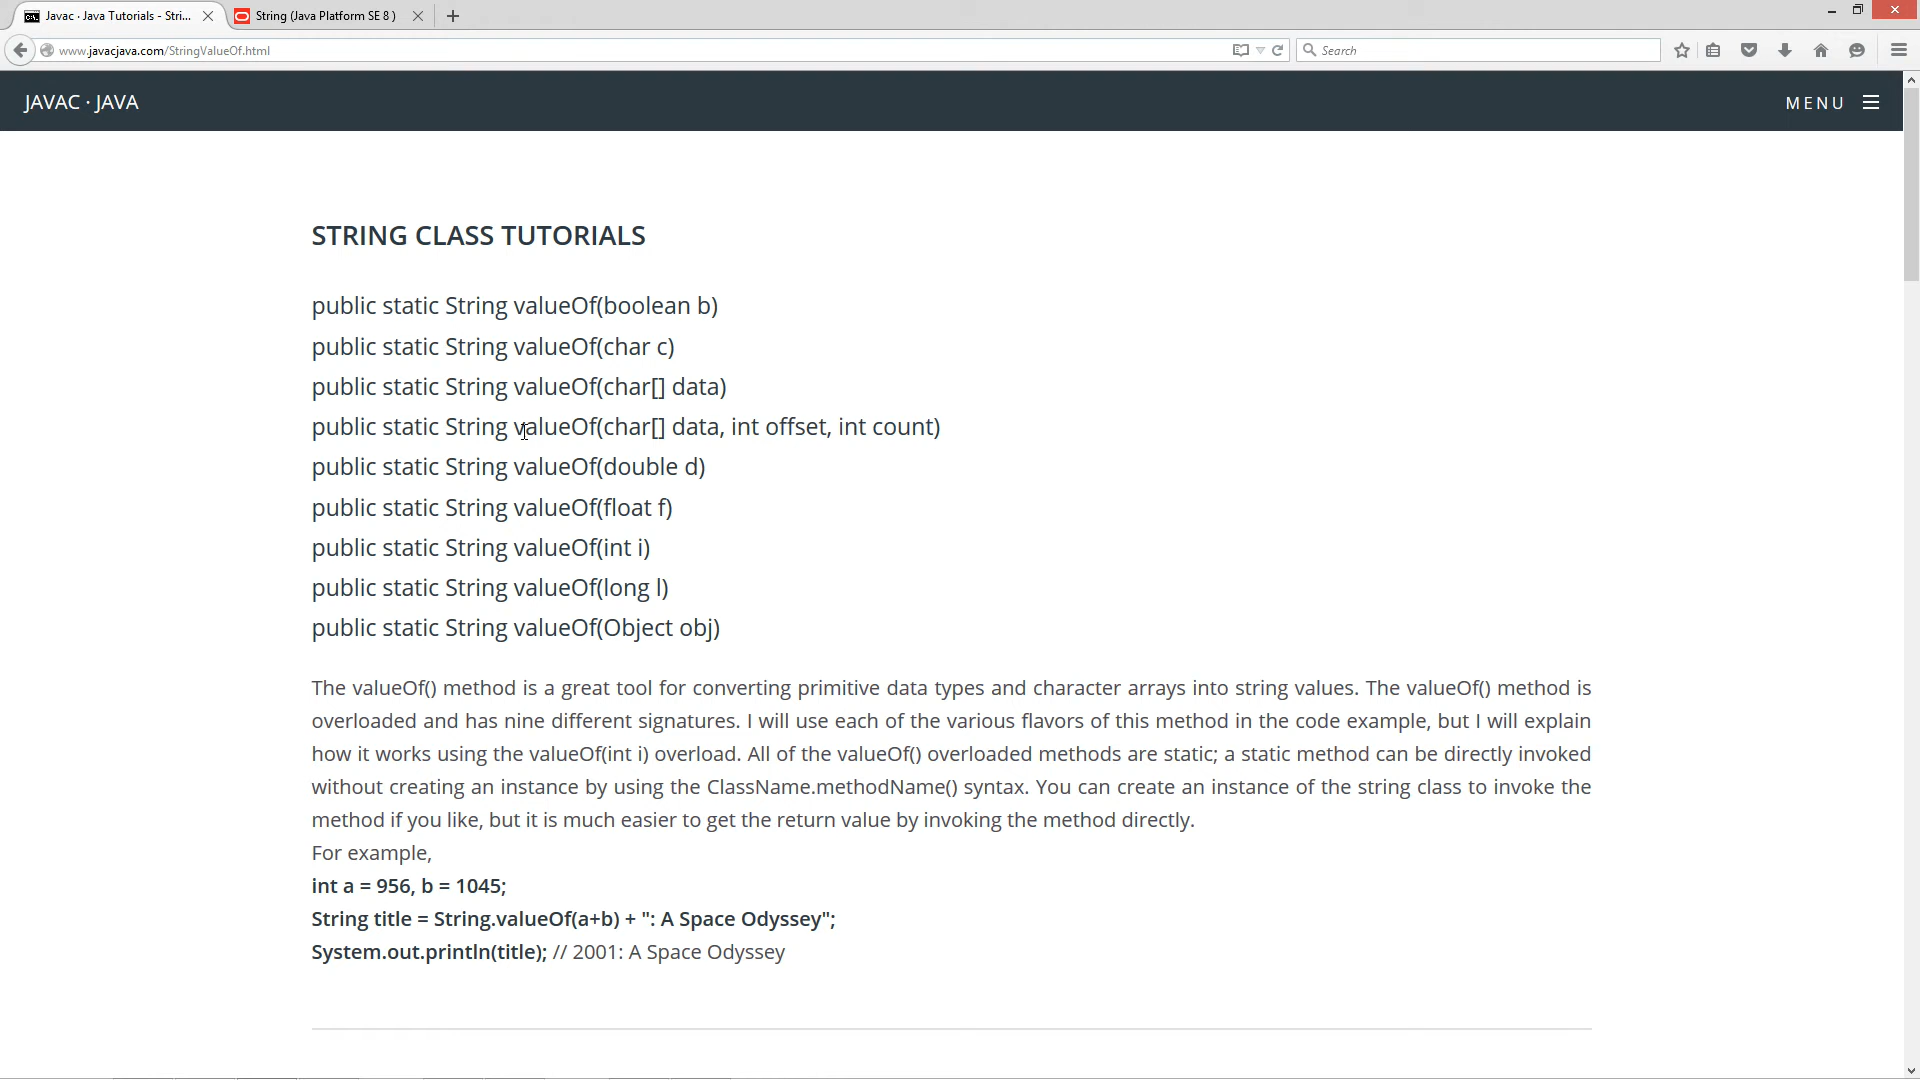 Javac · Java Tutorials - Stri...
String (Java Platform SE 8 )
www.javacjava.com/StringValueOf.html
Search
JAVAC · JAVA
MENU
STRING CLASS TUTORIALS
public static String valueOf(boolean b)
public static String valueOf(char c)
public static String valueOf(char[] data)
public static String valueOf(char[] data, int offset, int count)
public static String valueOf(double d)
public static String valueOf(float f)
public static String valueOf(int i)
public static String valueOf(long l)
public static String valueOf(Object obj)
The valueOf() method is a great tool for converting primitive data types and character arrays into string values. The valueOf() method is
overloaded and has nine different signatures. I will use each of the various flavors of this method in the code example, but I will explain
how it works using the valueOf(int i) overload. All of the valueOf() overloaded methods are static; a static method can be directly invoked
without creating an instance by using the ClassName.methodName() syntax. You can create an instance of the string class to invoke the
method if you like, but it is much easier to get the return value by invoking the method directly.
For example,
int a = 956, b = 1045;
String title = String.valueOf(a+b) + ": A Space Odyssey";
System.out.println(title); // 2001: A Space Odyssey